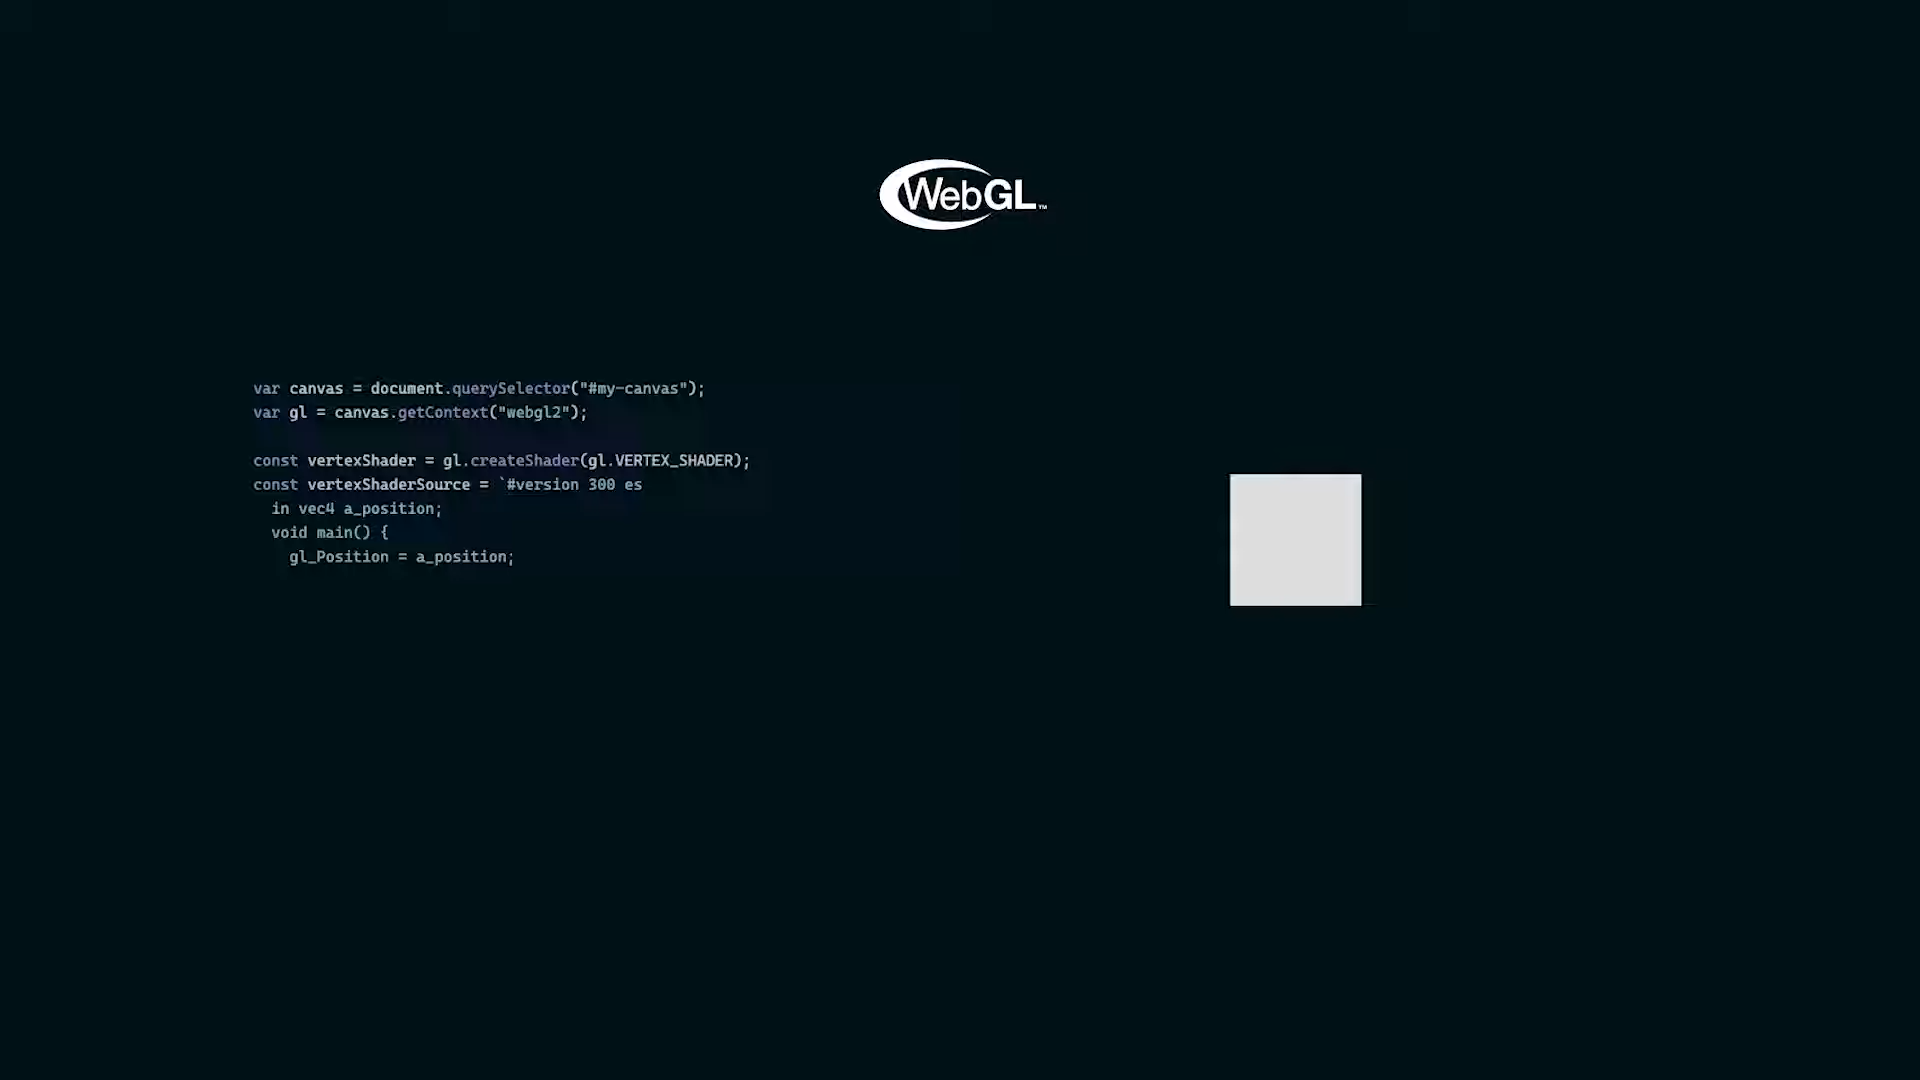 WebGL™
var canvas = document.querySelector("#my-canvas");
var gl = canvas.getContext("webgl2");
const vertexShader = gl.createShader(gl.VERTEX_SHADER);
const vertexShaderSource = `#version 300 es
in vec4 a_position;
void main() {
gl_Position = a_position;